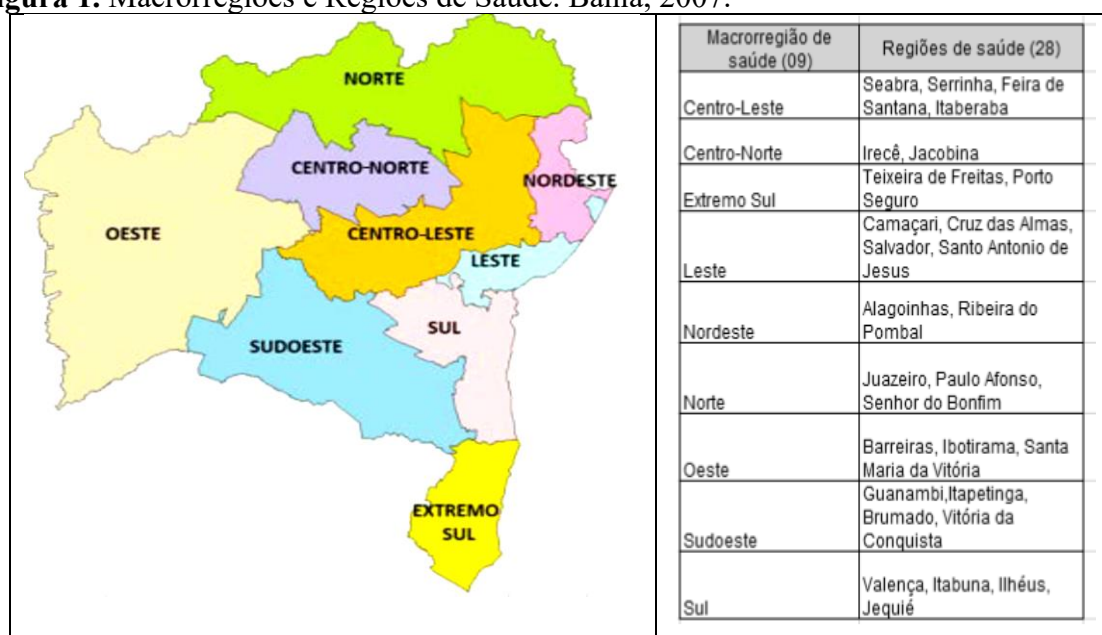 gura 1. Macrorregiões e Regiões de Saúde. Bahia, 2007.
NORTE
CENTRO-NORTE
NORDESTE
OESTE
CENTRO-LESTE
LESTE
SUL
SUDOESTE
EXTREMO
SUL
Macrorregião de
saúde (09)
Regiões de saúde (28)
Centro-Leste
Seabra, Serrinha, Feira de
Santana, Itaberaba
Centro-Norte
Irecê, Jacobina
Extremo Sul
Teixeira de Freitas, Porto
Seguro
Leste
Camaçari, Cruz das Almas,
Salvador, Santo Antonio de
Jesus
Nordeste
Alagoinhas, Ribeira do
Pombal
Norte
Juazeiro, Paulo Afonso,
Senhor do Bonfim
Oeste
Barreiras, Ibotirama, Santa
Maria da Vitória
Sudoeste
Guanambi,Itapetinga,
Brumado, Vitória da
Conquista
Sul
Valença, Itabuna, Ilhéus,
Jequié